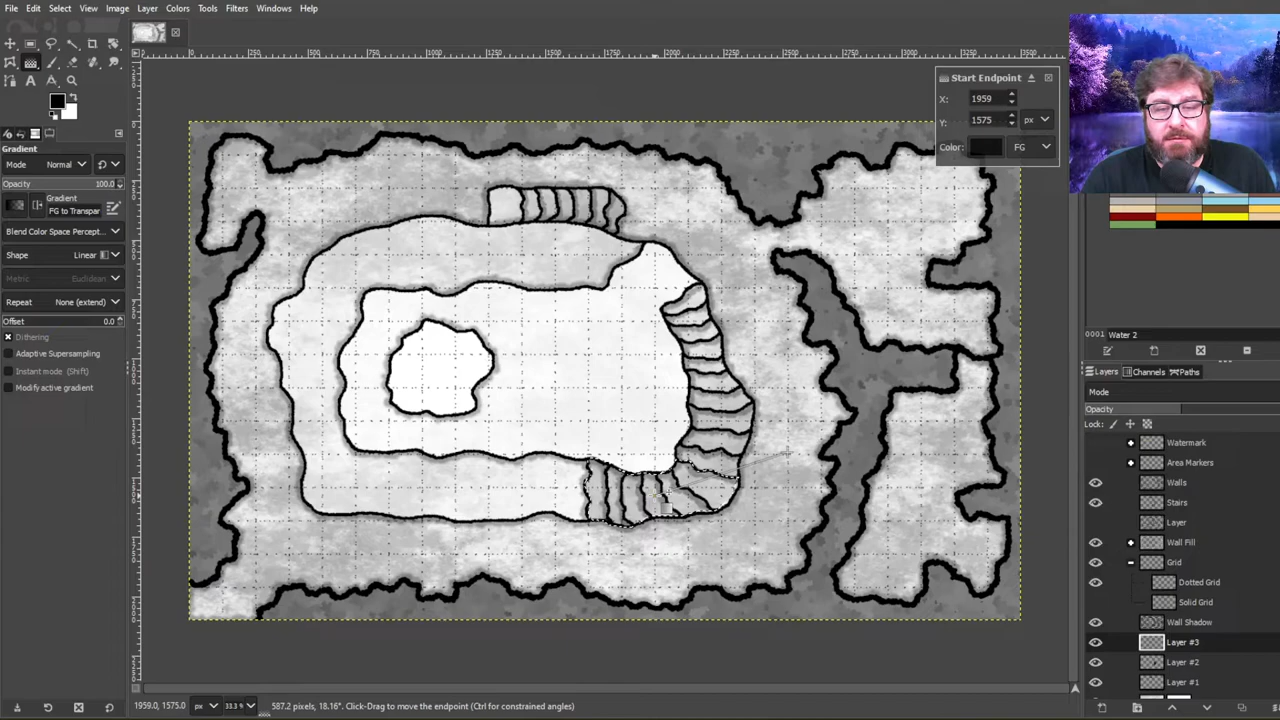 File Edit Select View Image Layer Colors Tools Filters Windows Help
Start Endpoint
X: 1959
Y: 1575 px
Color: FG
Gradient
Mode Normal
Opacity 100.0
Gradient
FG to Transpar
Blend Color Space Percept...
Shape Linear
Metric Euclidean
Repeat None (extend)
Offset 0.0
Dithering
Adaptive Supersampling
Instant mode (Shift)
Modify active gradient
0001 Water 2
Layers Channels Paths
Mode
Opacity
Lock:
Watermark
Area Markers
Walls
Stairs
Layer
Wall Fill
Grid
Dotted Grid
Solid Grid
Wall Shadow
Layer #3
Layer #2
Layer #1
1959.0, 1575.0 px 33.3 % 587.2 pixels, 18.16°. Click-Drag to move the endpoint (Ctrl for constrained angles)